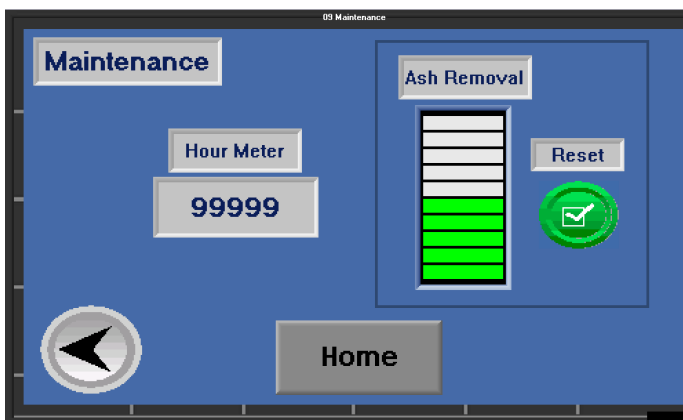 09 Maintenance
Maintenance
Ash Removal
Hour Meter
Reset
99999
Home